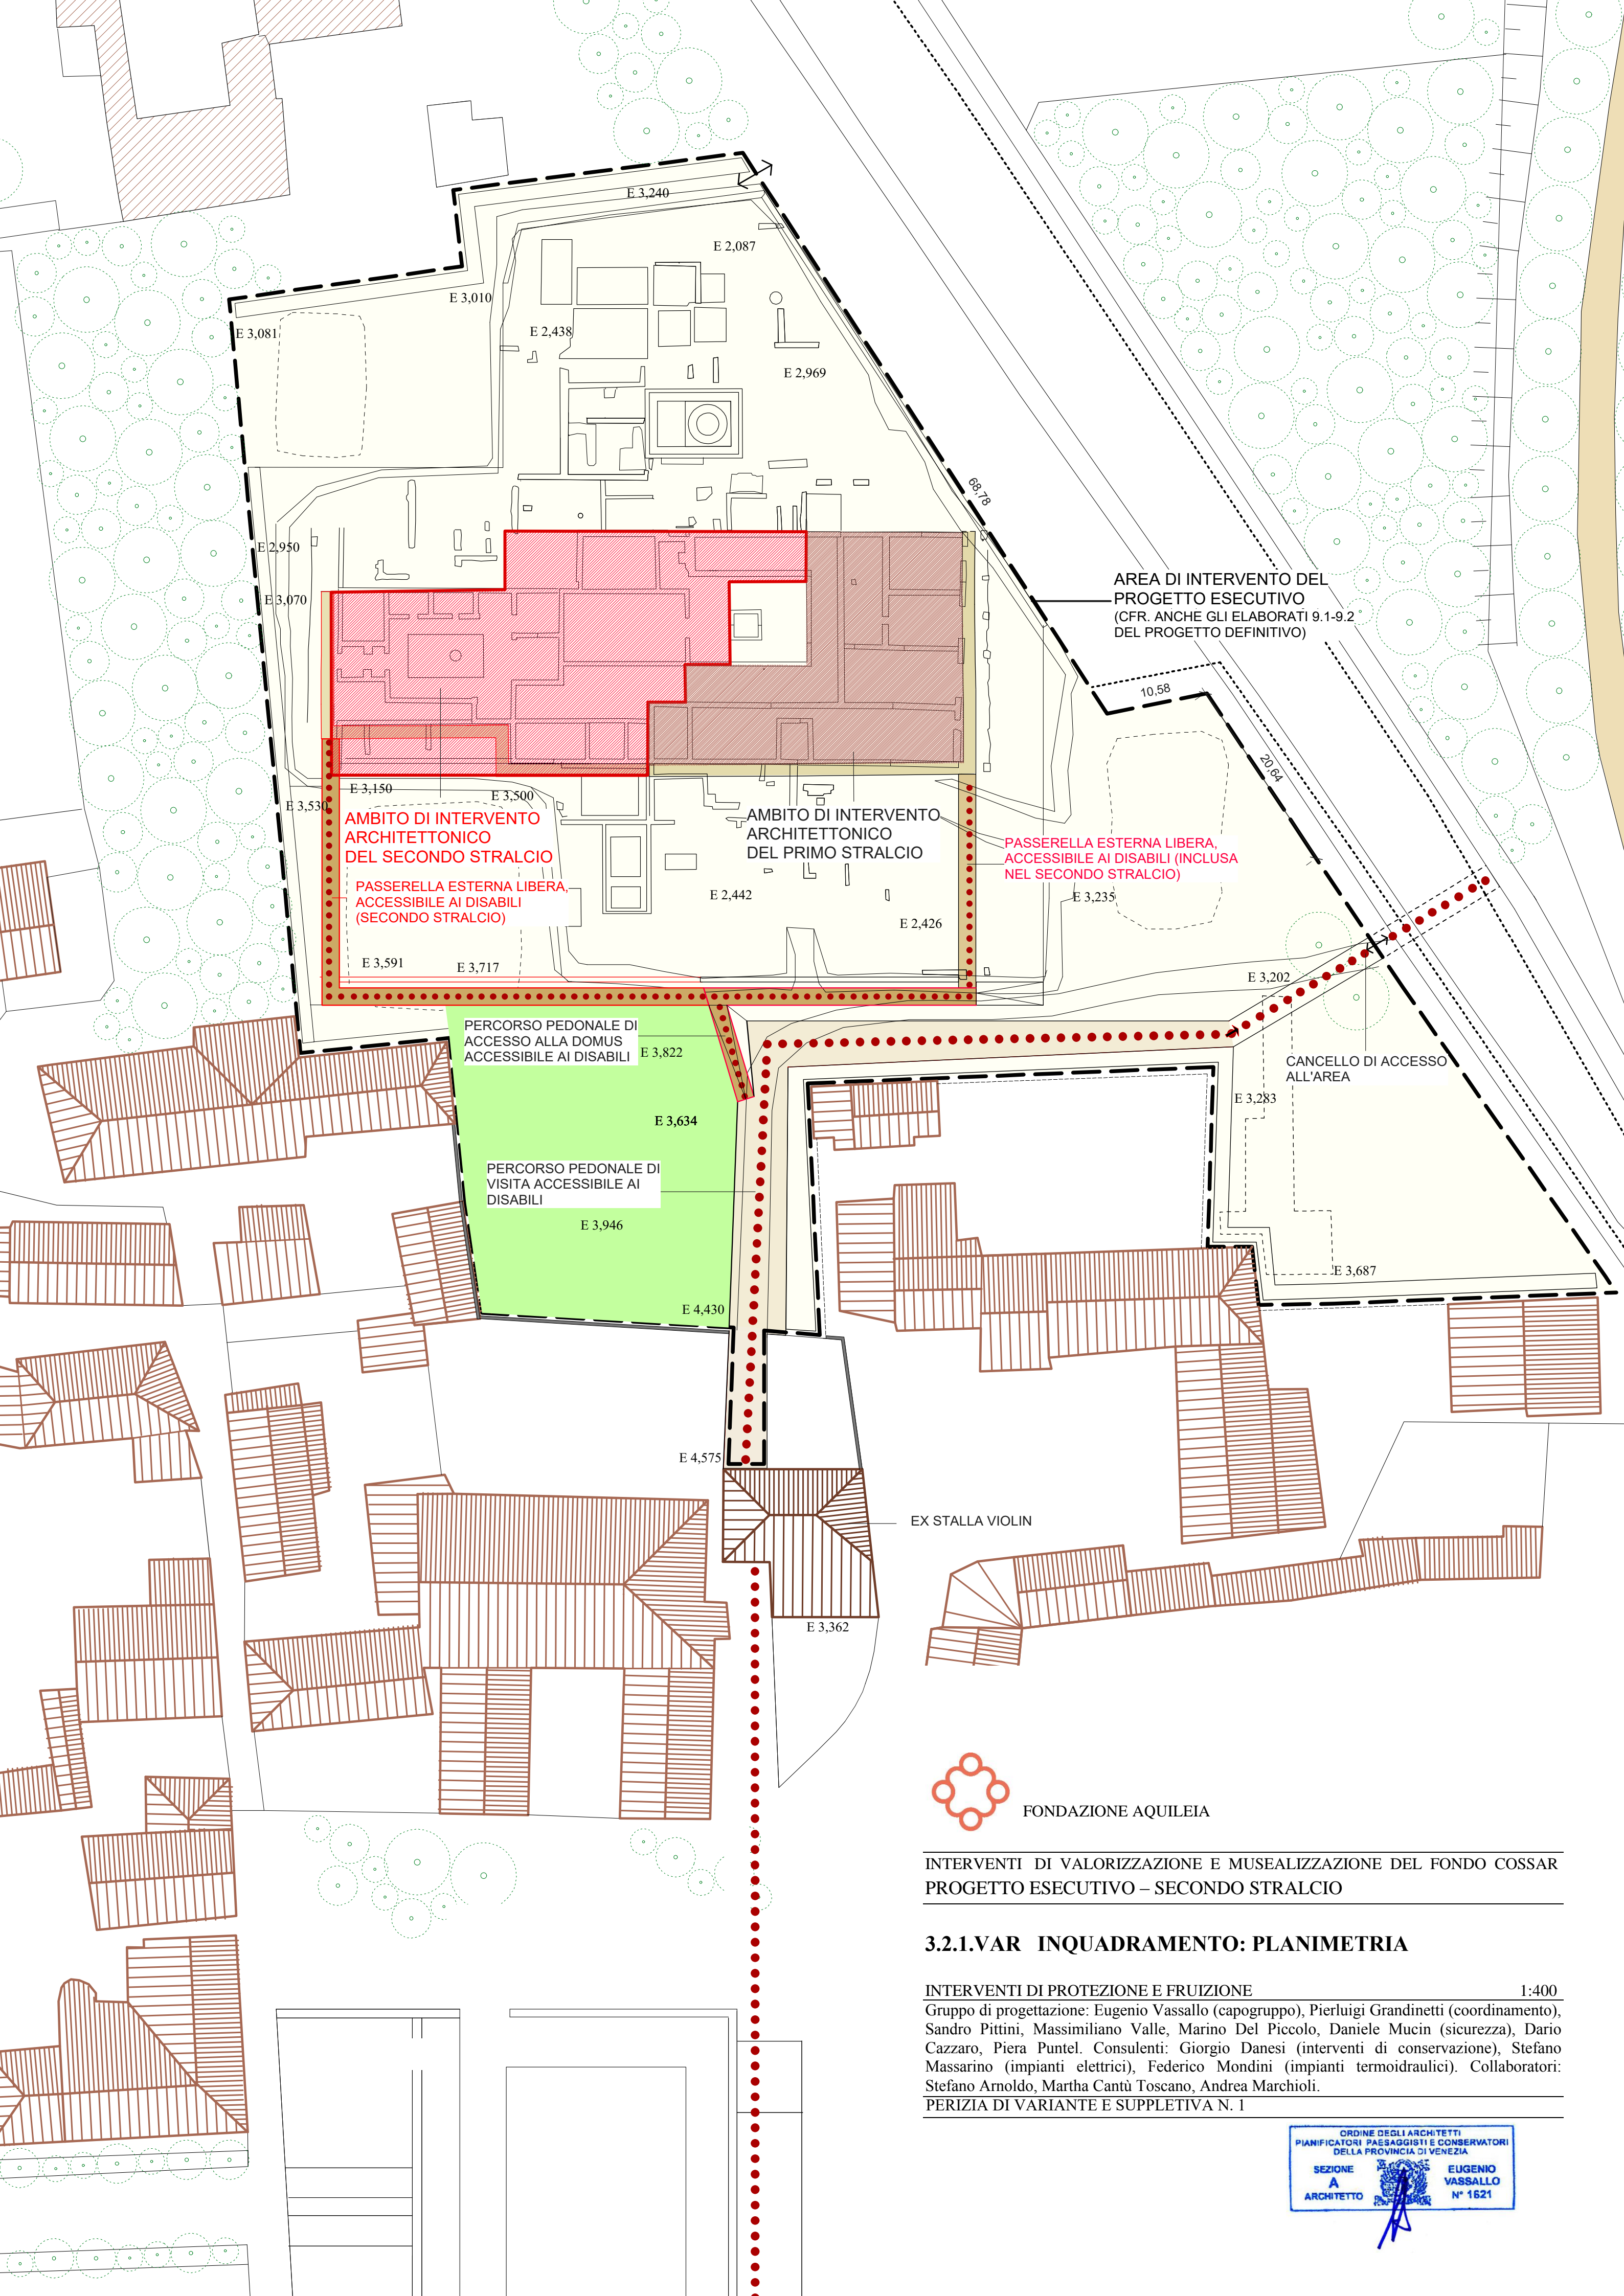 E 3,240
E 2,087
E 3,010
E 3,081
E 2,438
E 2,969
68,78
E 2,950
E 3,070
AREA DI INTERVENTO DEL
PROGETTO ESECUTIVO
(CFR. ANCHE GLI ELABORATI 9.1-9.2
DEL PROGETTO DEFINITIVO)
10,58
20,64
E 3,150
E 3,500
E 3,530
AMBITO DI INTERVENTO
ARCHITETTONICO
DEL SECONDO STRALCIO
PASSERELLA ESTERNA LIBERA,
ACCESSIBILE AI DISABILI
(SECONDO STRALCIO)
AMBITO DI INTERVENTO
ARCHITETTONICO
DEL PRIMO STRALCIO
PASSERELLA ESTERNA LIBERA,
ACCESSIBILE AI DISABILI (INCLUSA
NEL SECONDO STRALCIO)
E 2,442
E 3,235
E 2,426
E 3,591
E 3,717
E 3,202
PERCORSO PEDONALE DI
ACCESSO ALLA DOMUS
ACCESSIBILE AI DISABILI
E 3,822
CANCELLO DI ACCESSO
ALL'AREA
E 3,283
E 3,634
PERCORSO PEDONALE DI
VISITA ACCESSIBILE AI
DISABILI
E 3,946
E 3,687
E 4,430
E 4,575
EX STALLA VIOLIN
E 3,362
FONDAZIONE AQUILEIA
INTERVENTI DI VALORIZZAZIONE E MUSEALIZZAZIONE DEL FONDO COSSAR
PROGETTO ESECUTIVO – SECONDO STRALCIO
3.2.1.VAR INQUADRAMENTO: PLANIMETRIA
INTERVENTI DI PROTEZIONE E FRUIZIONE 1:400
Gruppo di progettazione: Eugenio Vassallo (capogruppo), Pierluigi Grandinetti (coordinamento),
Sandro Pittini, Massimiliano Valle, Marino Del Piccolo, Daniele Mucin (sicurezza), Dario
Cazzaro, Piera Puntel. Consulenti: Giorgio Danesi (interventi di conservazione), Stefano
Massarino (impianti elettrici), Federico Mondini (impianti termoidraulici). Collaboratori:
Stefano Arnoldo, Martha Cantù Toscano, Andrea Marchioli.
PERIZIA DI VARIANTE E SUPPLETIVA N. 1
ORDINE DEGLI ARCHITETTI
PIANIFICATORI PAESAGGISTI E CONSERVATORI
DELLA PROVINCIA DI VENEZIA
SEZIONE
A
ARCHITETTO
EUGENIO
VASSALLO
N° 1621